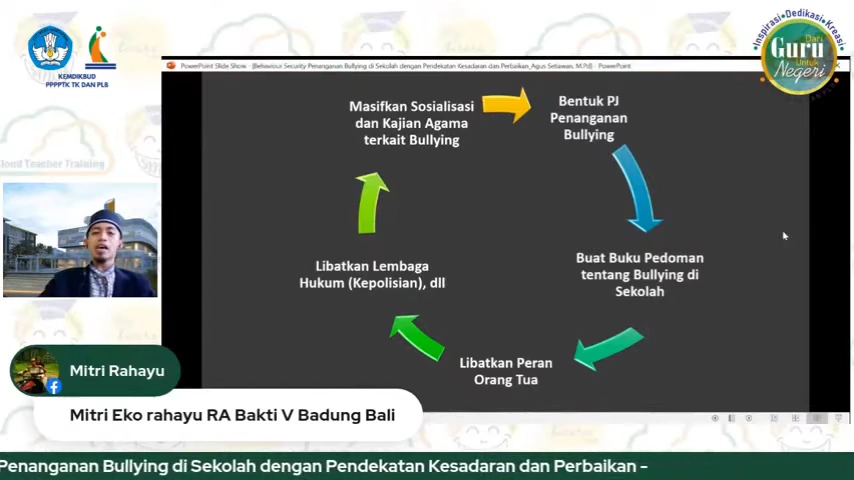 KEMDIKBUD
PPPPTK TK DAN PLB
Inspirasi•Dedikasi•Kreasi
Dari
Guru
Untuk
Negeri
Cloud Teacher Training
PowerPoint Slide Show - [Behaviour Security Penanganan Bullying di Sekolah dengan Pendekatan Kesadaran dan Perbaikan_Agus Setiawan, M.Pd] - PowerPoint
Masifkan Sosialisasi
dan Kajian Agama
terkait Bullying
Bentuk PJ
Penanganan
Bullying
Buat Buku Pedoman
tentang Bullying di
Sekolah
Libatkan Peran
Orang Tua
Libatkan Lembaga
Hukum (Kepolisian), dll
Mitri Rahayu
Mitri Eko rahayu RA Bakti V Badung Bali
Penanganan Bullying di Sekolah dengan Pendekatan Kesadaran dan Perbaikan -